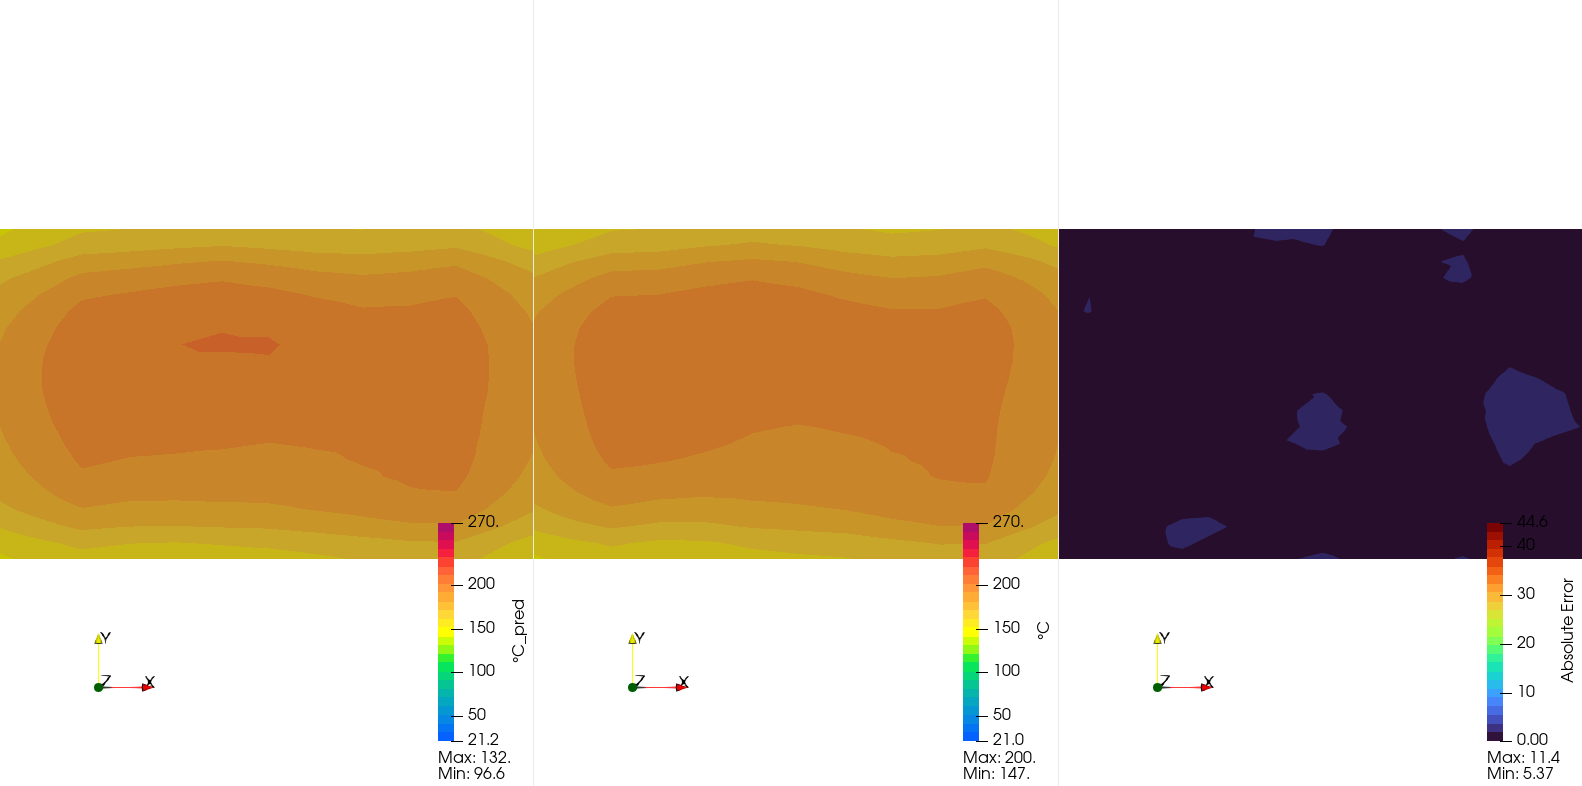 270.
200
150
100
50
21.2
°C_pred
Max: 132.
Min: 96.6
Y
Z
X
270.
200
150
100
50
21.0
°C
Max: 200.
Min: 147.
Y
Z
X
44.6
40
30
20
10
0.00
Absolute Error
Max: 11.4
Min: 5.37
Y
Z
X